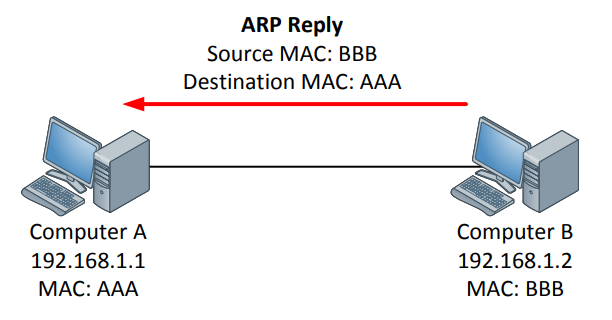 ARP Reply
Source MAC: BBB
Destination MAC: AAA
Computer A
192.168.1.1
MAC: AAA
Computer B
192.168.1.2
MAC: BBB